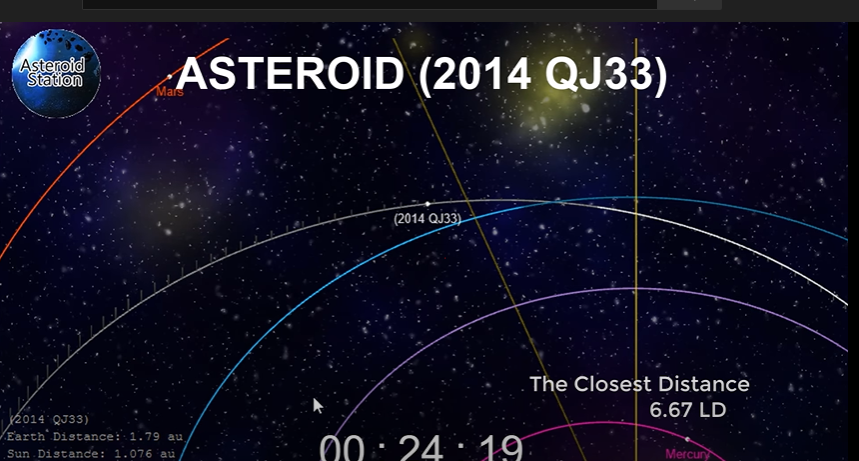 Asteroid
Station
ASTEROID (2014 QJ33)
Mars
(2014 QJ33)
The Closest Distance
6.67 LD
(2014 QJ33)
Earth Distance: 1.79 au
Sun Distance: 1.076 au
00 : 24 : 19
Mercury